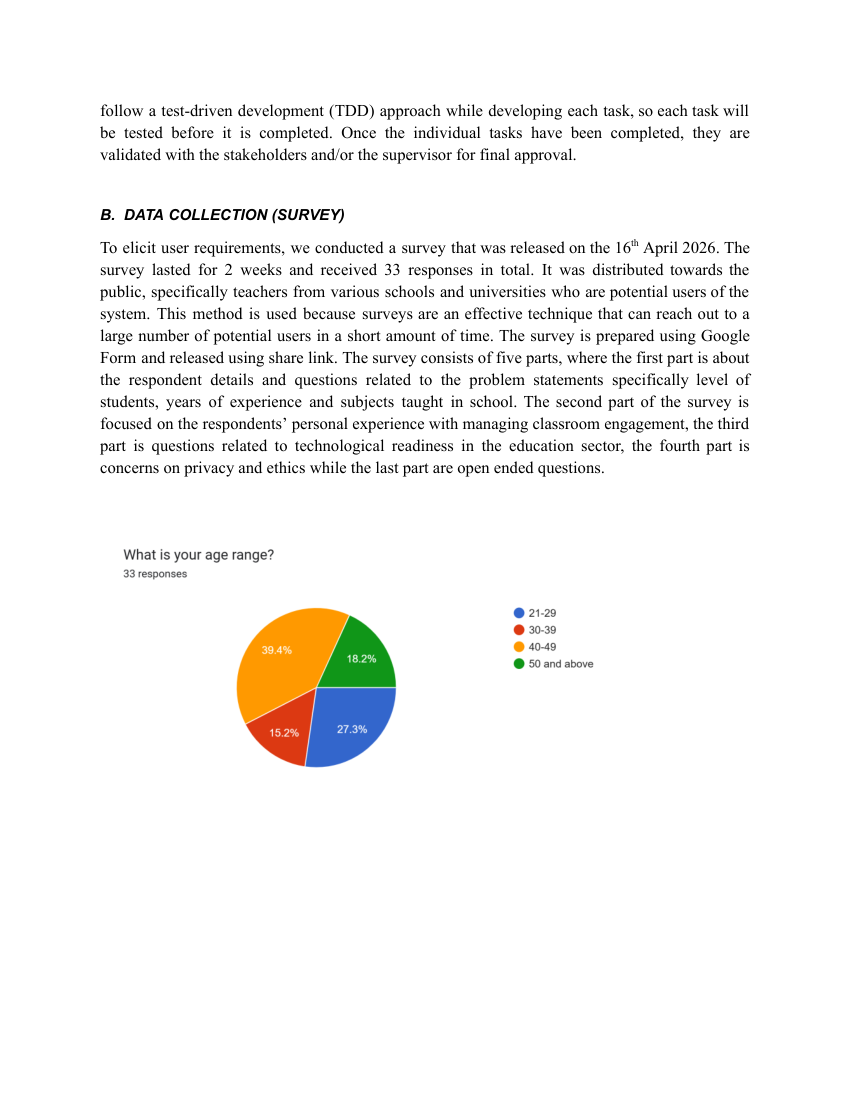 follow a test-driven development (TDD) approach while developing each task, so each task will
be tested before it is completed. Once the individual tasks have been completed, they are
validated with the stakeholders and/or the supervisor for final approval.
B. DATA COLLECTION (SURVEY)
To elicit user requirements, we conducted a survey that was released on the 16th April 2026. The
survey lasted for 2 weeks and received 33 responses in total. It was distributed towards the
public, specifically teachers from various schools and universities who are potential users of the
system. This method is used because surveys are an effective technique that can reach out to a
large number of potential users in a short amount of time. The survey is prepared using Google
Form and released using share link. The survey consists of five parts, where the first part is about
the respondent details and questions related to the problem statements specifically level of
students, years of experience and subjects taught in school. The second part of the survey is
focused on the respondents’ personal experience with managing classroom engagement, the third
part is questions related to technological readiness in the education sector, the fourth part is
concerns on privacy and ethics while the last part are open ended questions.
What is your age range?
33 responses
39.4%
18.2%
15.2%
27.3%
21-29
30-39
40-49
50 and above